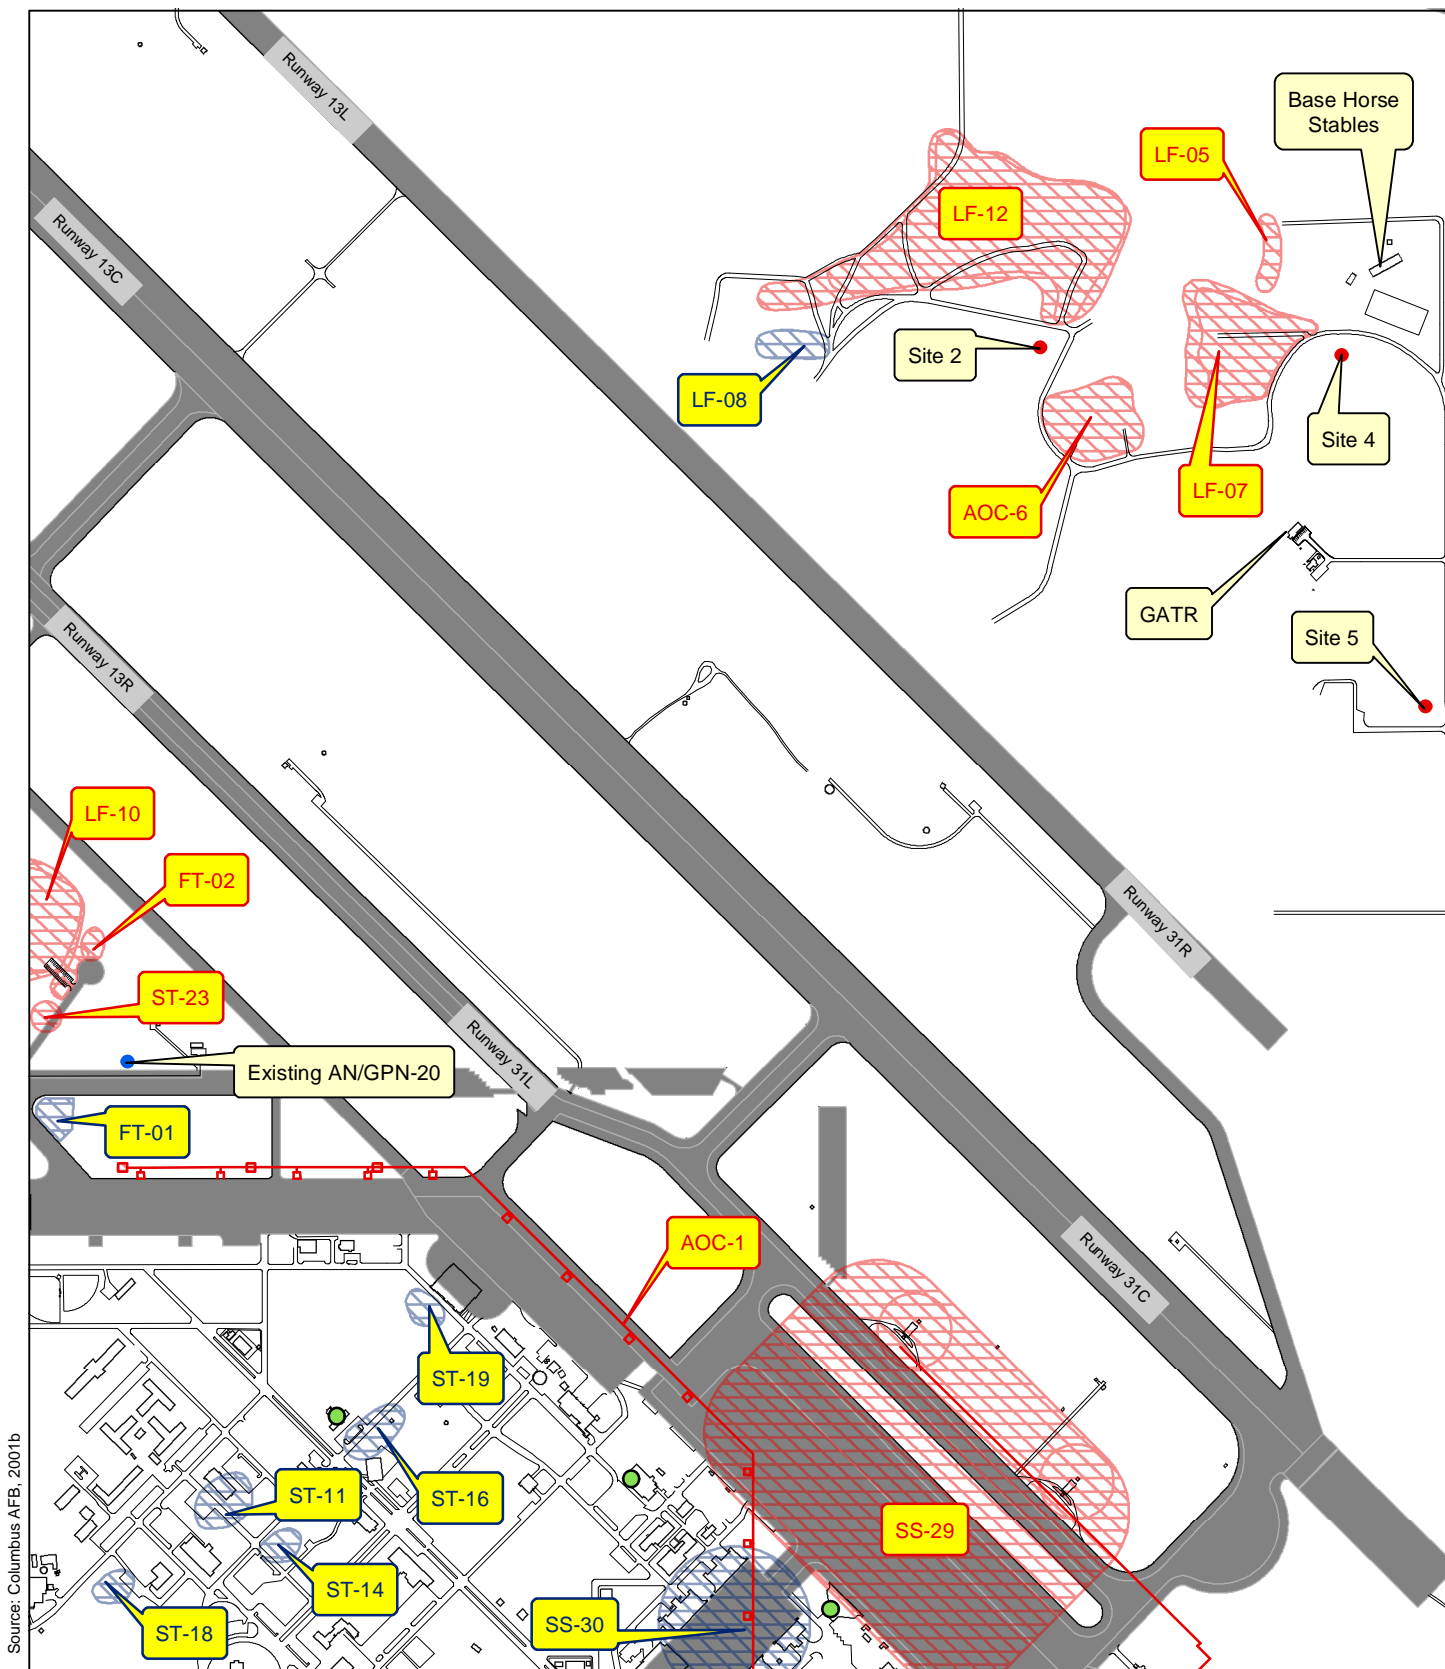 Runway 13L
Base Horse
Stables
LF-05
LF-12
Runway 13C
Site 2
LF-08
Site 4
LF-07
AOC-6
GATR
Site 5
Runway 13R
LF-10
FT-02
Runway 31R
ST-23
Runway 31L
Existing AN/GPN-20
FT-01
AOC-1
Runway 31C
ST-19
ST-11
ST-16
SS-29
ST-14
SS-30
ST-18
Source: Columbus AFB, 2001b